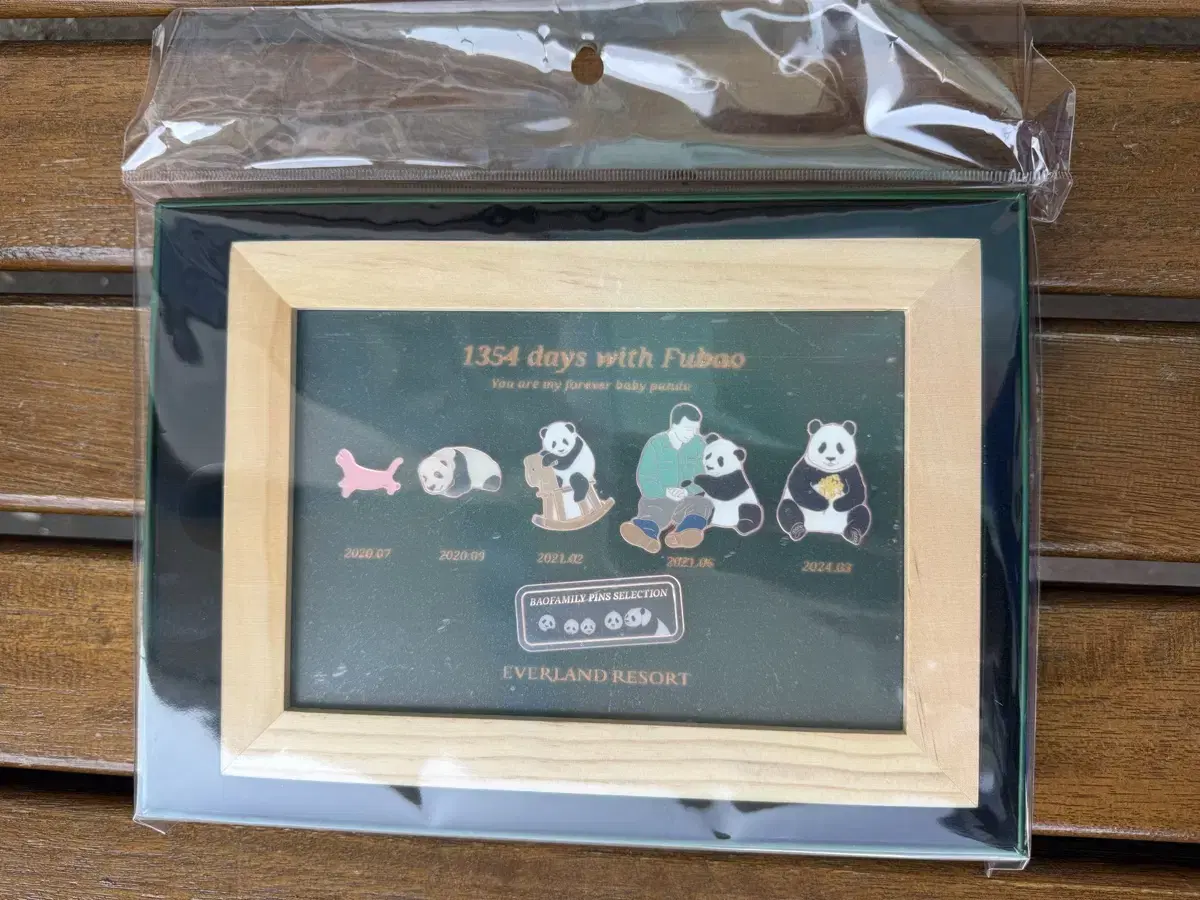 1354 days with Fubao
You are my forever baby panda
2020.07
2020.09
2021.02
2021.06
2024.03
BAOFAMILY PINS SELECTION
EVERLAND RESORT